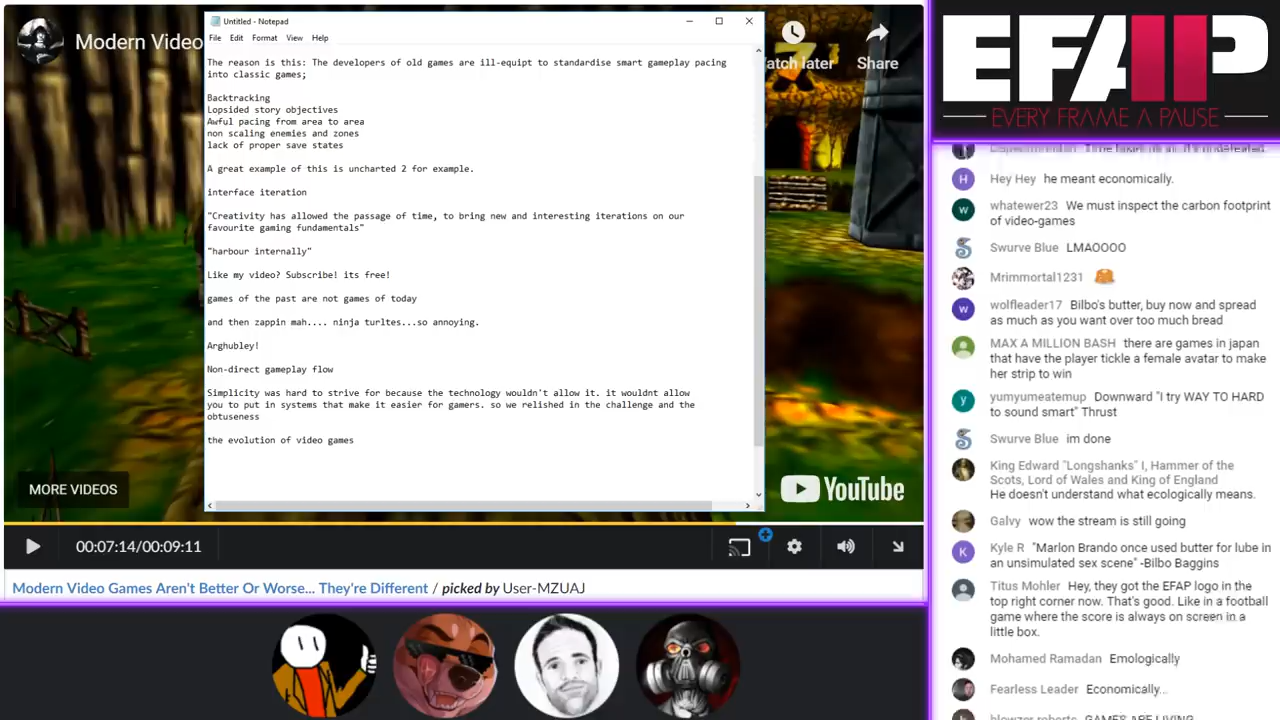 Modern Video
Untitled - Notepad
File Edit Format View Help
The reason is this: The developers of old games are ill-equipt to standardise smart gameplay pacing
into classic games;
Backtracking
Lopsided story objectives
Awful pacing from area to area
non scaling enemies and zones
lack of proper save states
A great example of this is uncharted 2 for example.
interface iteration
"Creativity has allowed the passage of time, to bring new and interesting iterations on our
favourite gaming fundamentals"
"harbour internally"
Like my video? Subscribe! its free!
games of the past are not games of today
and then zappin mah.... ninja turltes...so annoying.
Arghubley!
Non-direct gameplay flow
Simplicity was hard to strive for because the technology wouldn't allow it. it wouldnt allow
you to put in systems that make it easier for gamers. so we relished in the challenge and the
obtuseness
the evolution of video games
atch later
Share
MORE VIDEOS
YouTube
00:07:14/00:09:11
Modern Video Games Aren't Better Or Worse... They're Different / picked by User-MZUAJ
EFAP
EVERY FRAME A PAUSE
Hey Hey he meant economically.
whatewer23 We must inspect the carbon footprint
of video-games
Swurve Blue LMAOOOO
Mrimmortal1231
wolfleader17 Bilbo's butter, buy now and spread
as much as you want over too much bread
MAX A MILLION BASH there are games in japan
that have the player tickle a female avatar to make
her strip to win
yumyumeatemup Downward "I try WAY TO HARD
to sound smart" Thrust
Swurve Blue im done
King Edward "Longshanks" I, Hammer of the
Scots, Lord of Wales and King of England
He doesn't understand what ecologically means.
Galvy wow the stream is still going
Kyle R "Marlon Brando once used butter for lube in
an unsimulated sex scene" -Bilbo Baggins
Titus Mohler Hey, they got the EFAP logo in the
top right corner now. That's good. Like in a football
game where the score is always on screen in a
little box.
Mohamed Ramadan Emologically
Fearless Leader Economically...
blowzer roberts GAMES ARE LIVING